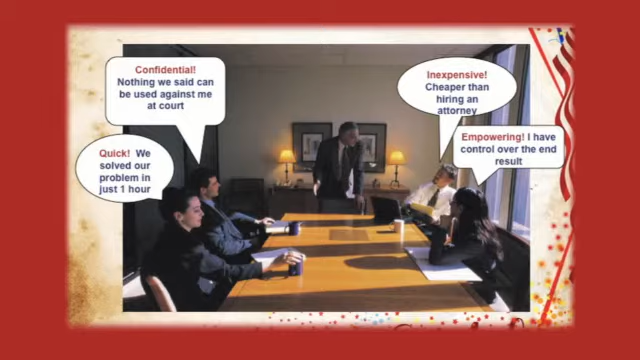 Confidential!
Nothing we said can
be used against me
at court
Inexpensive!
Cheaper than
hiring an
attorney
Quick! We
solved our
problem in
just 1 hour
Empowering! I have
control over the end
result